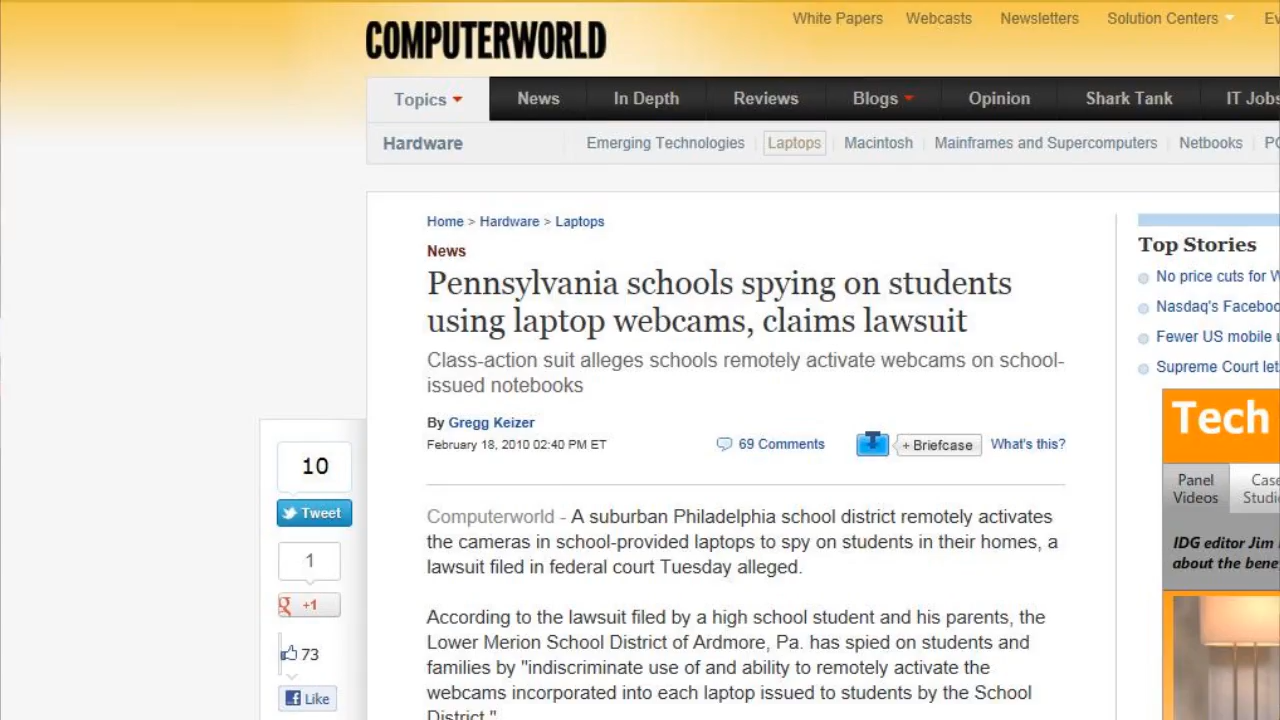 White Papers Webcasts Newsletters Solution Centers
COMPUTERWORLD
Topics News In Depth Reviews Blogs Opinion Shark Tank IT Jobs
Hardware Emerging Technologies Laptops Macintosh Mainframes and Supercomputers Netbooks
Home > Hardware > Laptops
News
Pennsylvania schools spying on students
using laptop webcams, claims lawsuit
Class-action suit alleges schools remotely activate webcams on school-
issued notebooks
By Gregg Keizer
February 18, 2010 02:40 PM ET
69 Comments
+ Briefcase
What's this?
Computerworld - A suburban Philadelphia school district remotely activates
the cameras in school-provided laptops to spy on students in their homes, a
lawsuit filed in federal court Tuesday alleged.
According to the lawsuit filed by a high school student and his parents, the
Lower Merion School District of Ardmore, Pa. has spied on students and
families by "indiscriminate use of and ability to remotely activate the
webcams incorporated into each laptop issued to students by the School
District."
10
Tweet
1
g +1
73
f Like
Top Stories
No price cuts for
Nasdaq's
Fewer US mobile
Supreme Court
Tech
Panel
Videos
Case
IDG editor Jim
about the